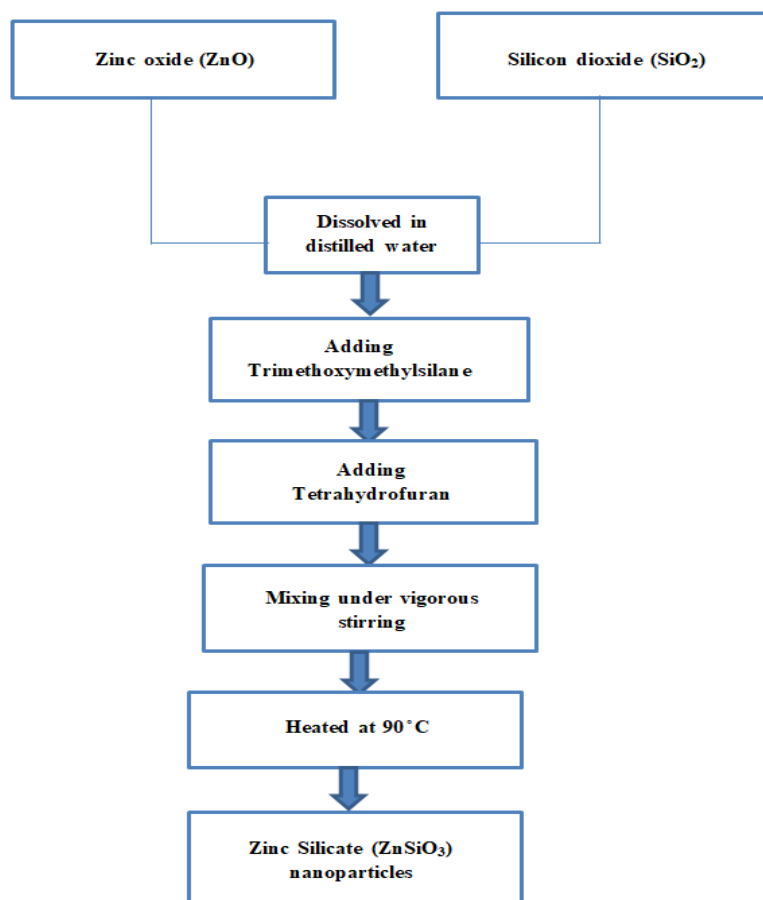 Zinc oxide (ZnO)
Silicon dioxide (SiO₂)
Dissolved in
distilled water
Adding
Trimethoxymethylsilane
Adding
Tetrahydrofuran
Mixing under vigorous
stirring
Heated at 90˚C
Zinc Silicate (ZnSiO₃)
nanoparticles